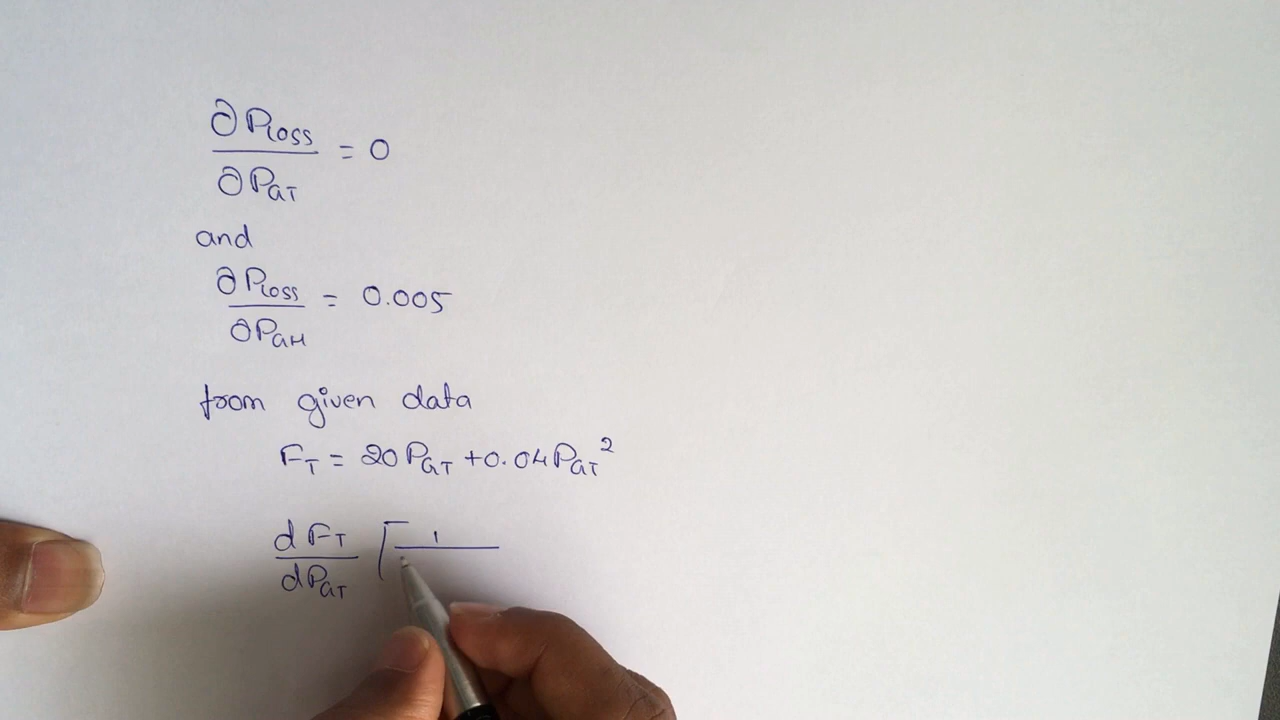 ∂PLOSS / ∂PGT = 0
and
∂PLOSS / ∂PGH = 0.005
from given data
FT = 20 PGT + 0.04 PGT²
dFT / dPGT [ 1 /